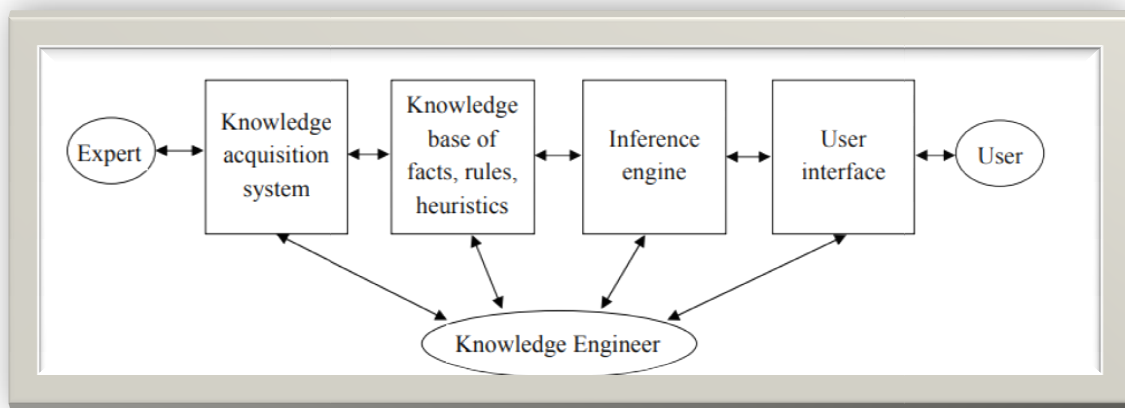 Expert
Knowledge
acquisition
system
Knowledge
base of
facts, rules,
heuristics
Inference
engine
User
interface
User
Knowledge Engineer